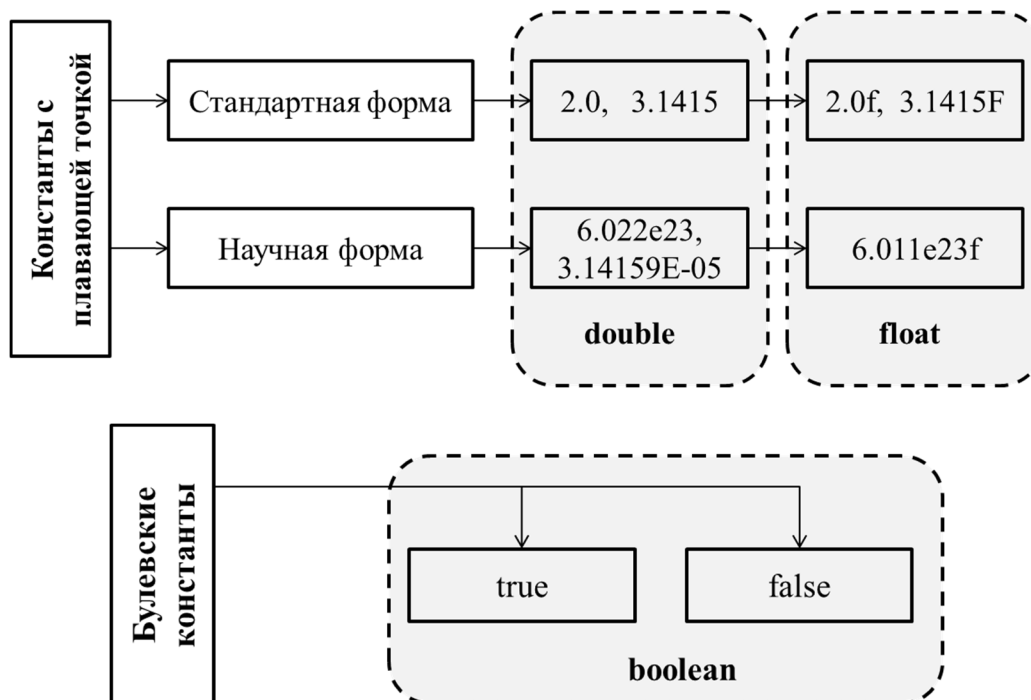 Константы с
плавающей точкой
Стандартная форма
2.0, 3.1415
2.0f, 3.1415F
Научная форма
6.022e23,
3.14159E-05
6.011e23f
double
float
Булевские
константы
true
false
boolean